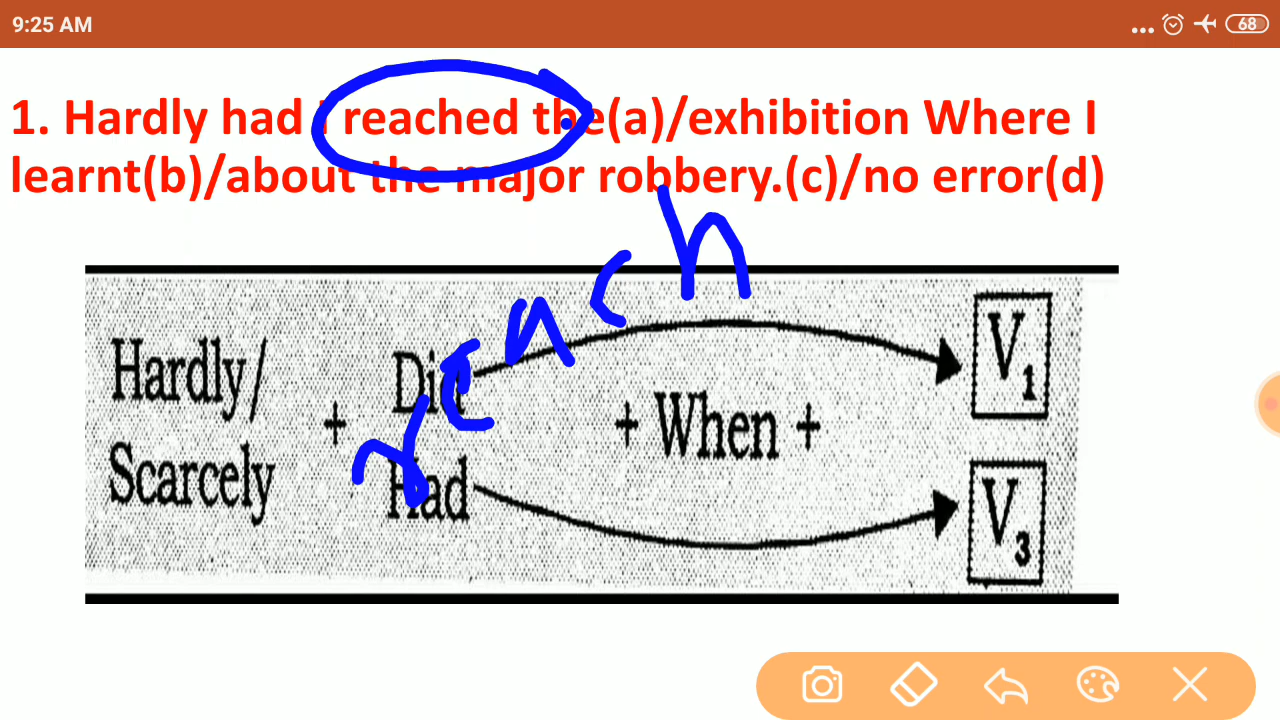 9:25 AM
68
1. Hardly had I reached the(a)/exhibition Where I
learnt(b)/about the major robbery.(c)/no error(d)
reach
Hardly/
Scarcely
+
Did
Had
+ When +
V1
V3